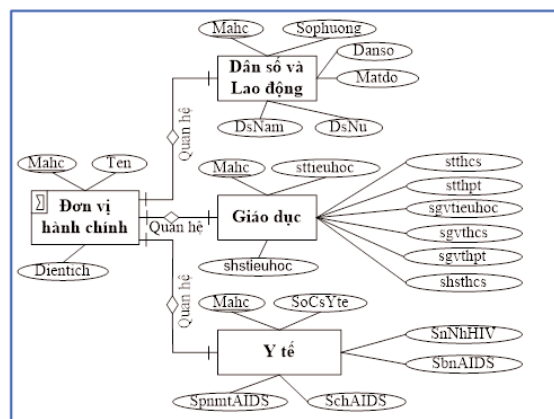 Mahc
Sophuong
Danso
Matdo
Dân số và
Lao động
DsNam
DsNu
Quan hệ
Mahc
Ten
Đơn vị
hành chính
Dientich
Quan hệ
Mahc
sttieuhoc
Giáo dục
shstieuhoc
stthcs
stthpt
sgvtieuhoc
sgvthcs
sgvthpt
shsthcs
Quan hệ
Mahc
SoCsYte
Y tế
SnNhHIV
SbnAIDS
SpnmtAIDS
SchAIDS